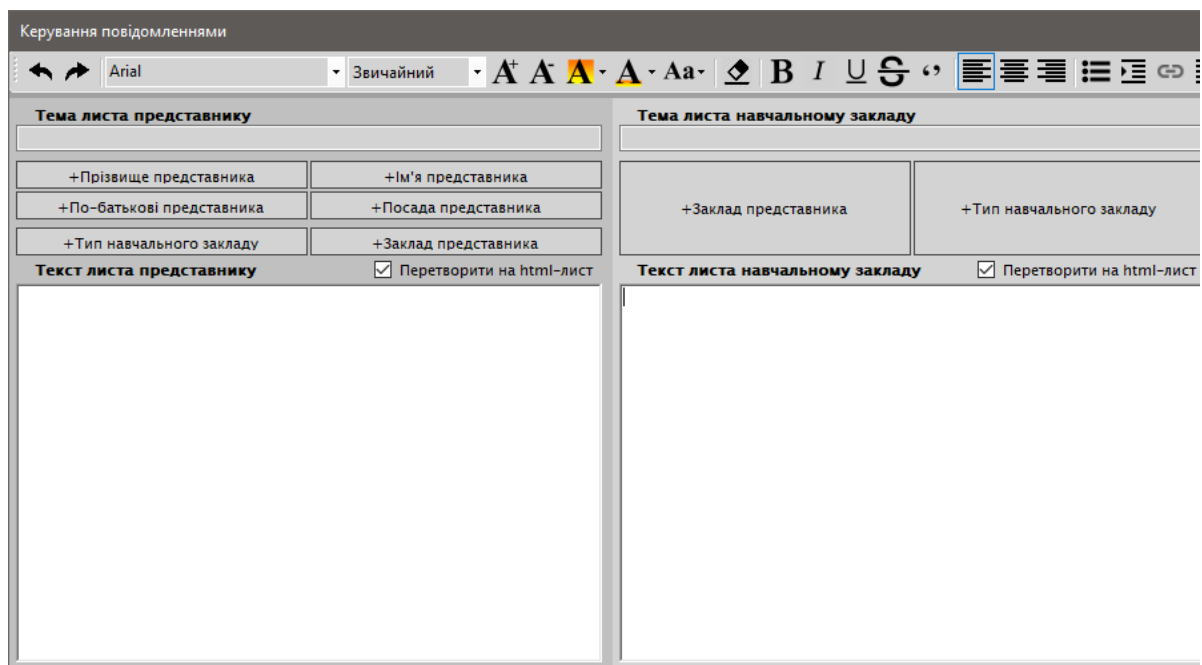 Керування повідомленнями
Arial Звичайний A+ A- A A Aa B I U S “”
Тема листа представнику
+Прізвище представника +Ім'я представника
+По-батькові представника +Посада представника
+Тип навчального закладу +Заклад представника
Текст листа представнику Перетворити на html-лист
Тема листа навчальному закладу
+Заклад представника +Тип навчального закладу
Текст листа навчальному закладу Перетворити на html-лист